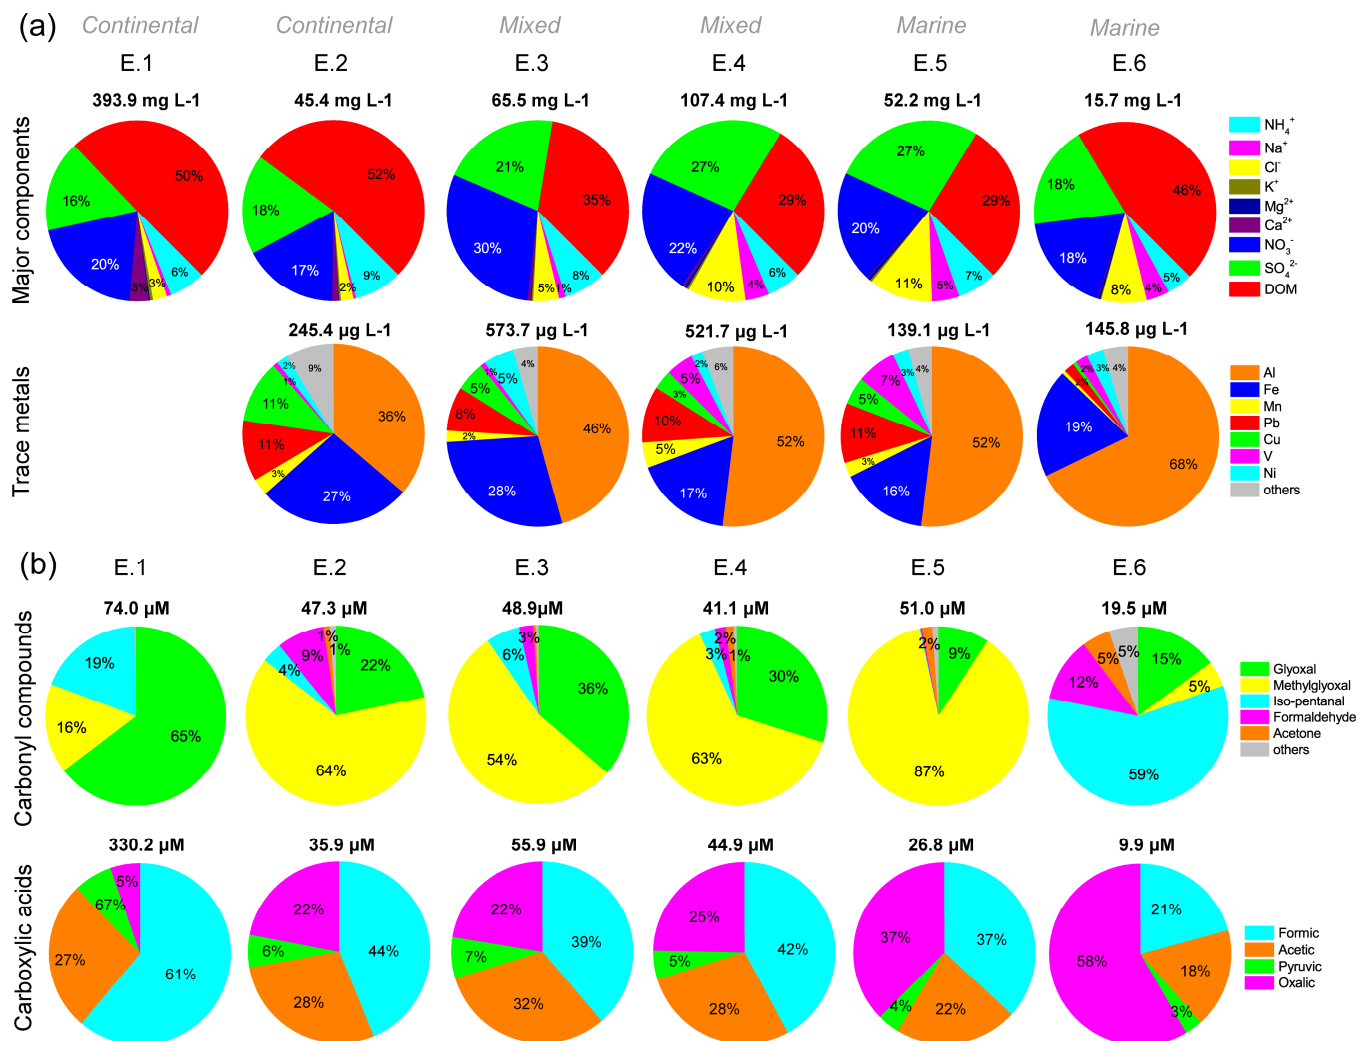 (a) Continental Continental Mixed Mixed Marine Marine
E.1 E.2 E.3 E.4 E.5 E.6
393.9 mg L-1 45.4 mg L-1 65.5 mg L-1 107.4 mg L-1 52.2 mg L-1 15.7 mg L-1
Major components
50% 16% 20% 3% 3% 6%
52% 18% 17% 2% 9%
35% 21% 30% 5% 1% 8%
29% 27% 22% 10% 4% 6%
29% 27% 20% 11% 5% 7%
46% 18% 18% 8% 4% 5%
NH₄⁺
Na⁺
Cl⁻
K⁺
Mg²⁺
Ca²⁺
NO₃⁻
SO₄²⁻
DOM
245.4 µg L-1 573.7 µg L-1 521.7 µg L-1 139.1 µg L-1 145.8 µg L-1
Trace metals
36% 27% 3% 11% 11% 1% 2% 9%
46% 28% 2% 8% 5% 1% 5% 4%
52% 17% 5% 10% 3% 5% 2% 6%
52% 16% 3% 11% 5% 7% 3% 4%
68% 19% 2% 2% 3% 4%
Al
Fe
Mn
Pb
Cu
V
Ni
others
(b) E.1 E.2 E.3 E.4 E.5 E.6
74.0 µM 47.3 µM 48.9µM 41.1 µM 51.0 µM 19.5 µM
Carbonyl compounds
65% 16% 19%
22% 64% 4% 9% 1% 1%
36% 54% 6% 3%
30% 63% 3% 2% 1%
9% 87% 2%
15% 5% 59% 12% 5% 5%
Glyoxal
Methylglyoxal
Iso-pentanal
Formaldehyde
Acetone
others
330.2 µM 35.9 µM 55.9 µM 44.9 µM 26.8 µM 9.9 µM
Carboxylic acids
61% 27% 67% 5%
44% 28% 6% 22%
39% 32% 7% 22%
42% 28% 5% 25%
37% 22% 4% 37%
21% 18% 3% 58%
Formic
Acetic
Pyruvic
Oxalic